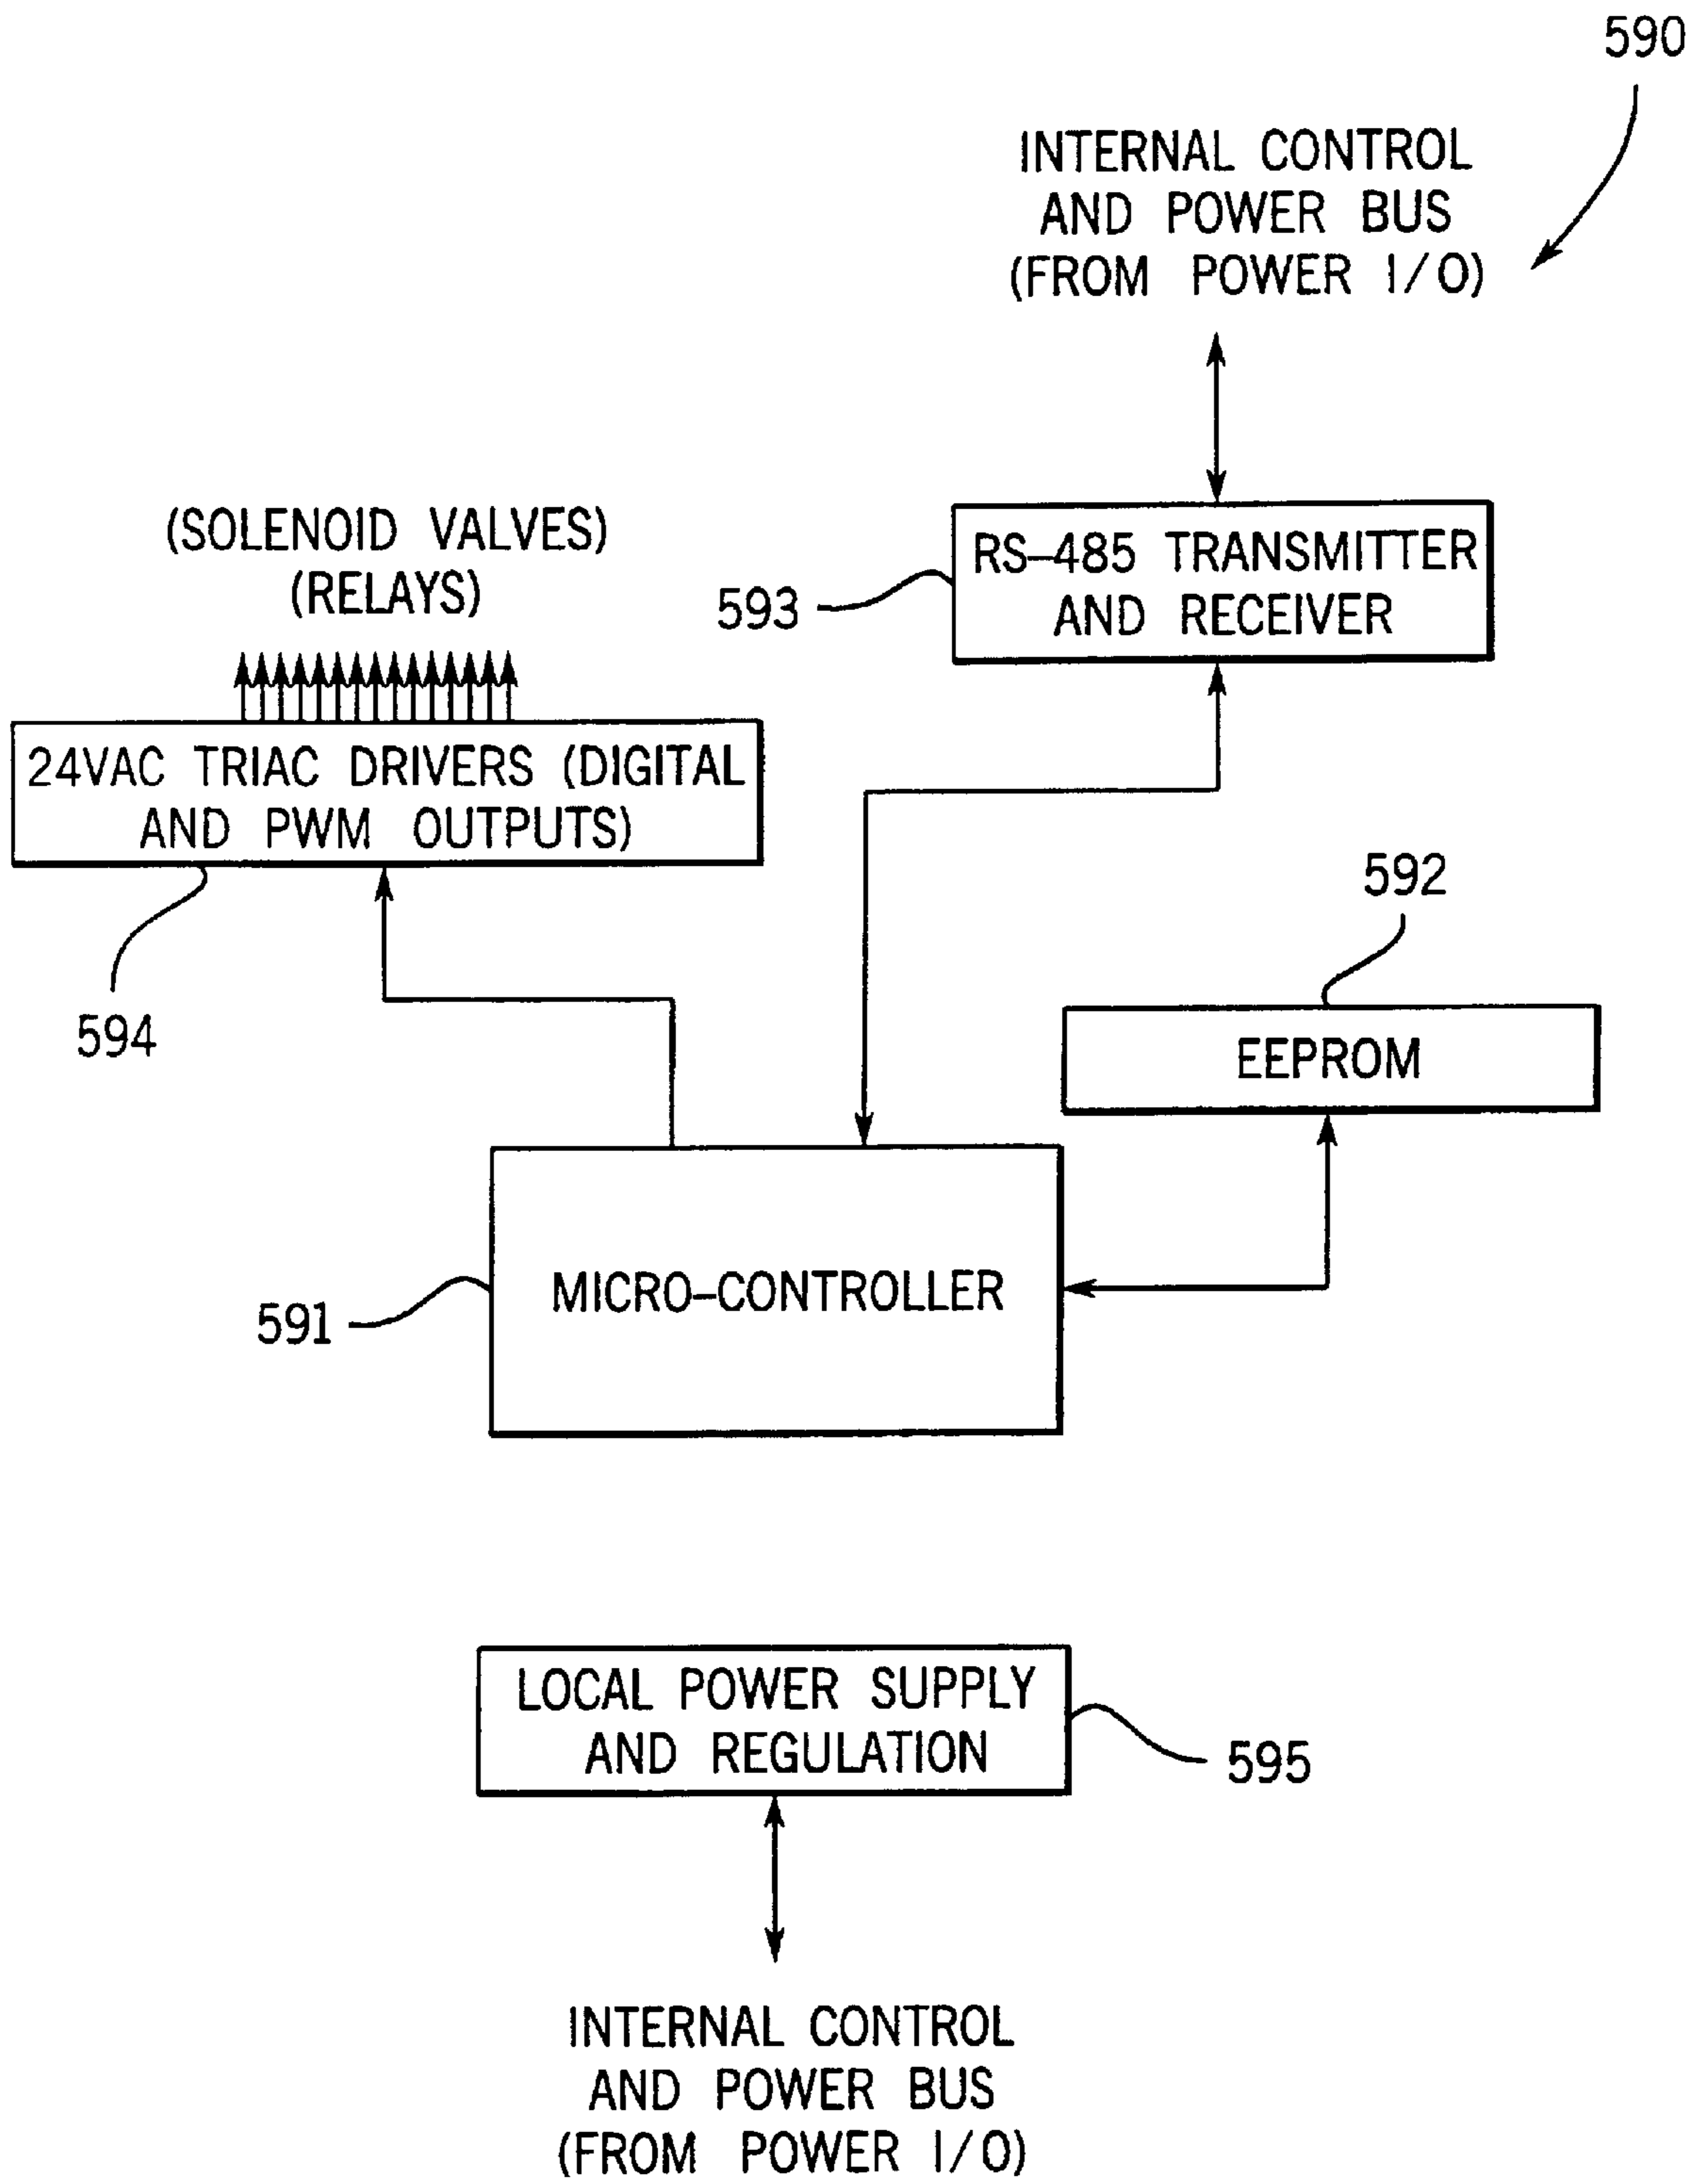 590
INTERNAL CONTROL
AND POWER BUS
(FROM POWER I/O)
(SOLENOID VALVES)
(RELAYS)
RS-485 TRANSMITTER
AND RECEIVER
593
24VAC TRIAC DRIVERS (DIGITAL
AND PWM OUTPUTS)
594
592
EEPROM
MICRO-CONTROLLER
591
LOCAL POWER SUPPLY
AND REGULATION
595
INTERNAL CONTROL
AND POWER BUS
(FROM POWER I/O)